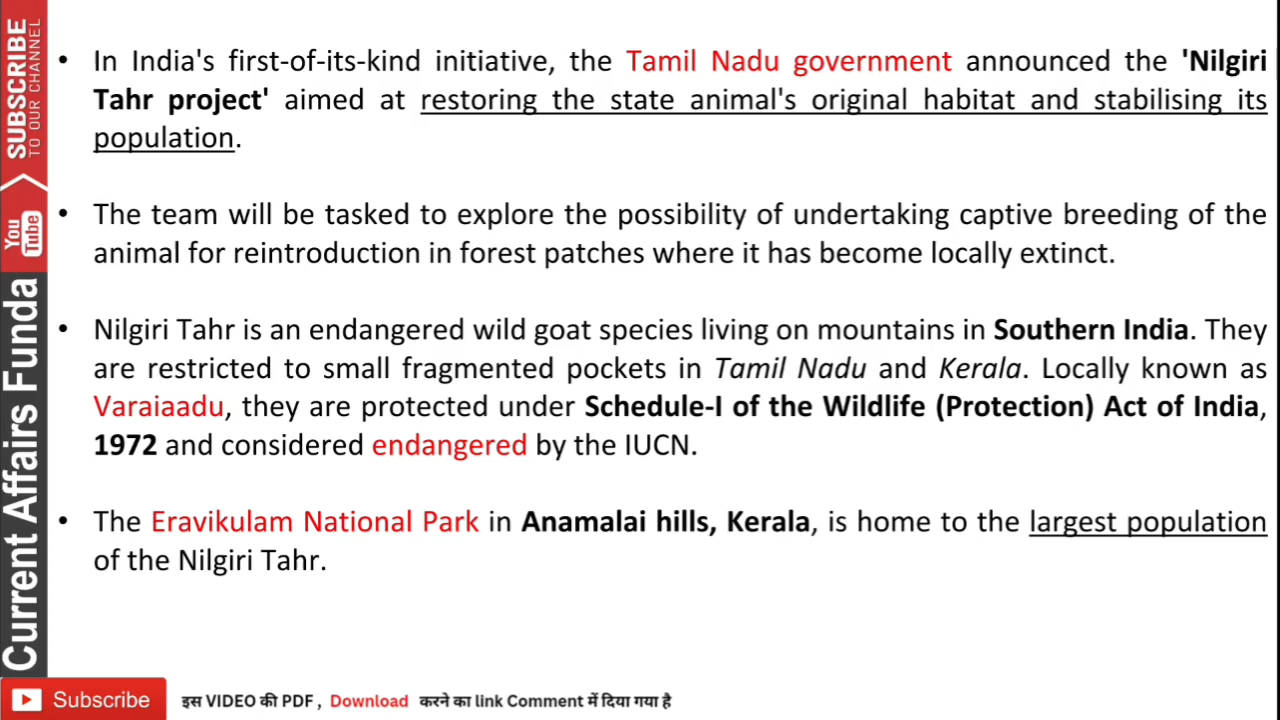 • In India's first-of-its-kind initiative, the Tamil Nadu government announced the 'Nilgiri
Tahr project' aimed at restoring the state animal's original habitat and stabilising its
population.
• The team will be tasked to explore the possibility of undertaking captive breeding of the
animal for reintroduction in forest patches where it has become locally extinct.
• Nilgiri Tahr is an endangered wild goat species living on mountains in Southern India. They
are restricted to small fragmented pockets in Tamil Nadu and Kerala. Locally known as
Varaiaadu, they are protected under Schedule-I of the Wildlife (Protection) Act of India,
1972 and considered endangered by the IUCN.
• The Eravikulam National Park in Anamalai hills, Kerala, is home to the largest population
of the Nilgiri Tahr.
SUBSCRIBE
TO OUR CHANNEL
You
Tube
Current Affairs Funda
Subscribe
इस VIDEO की PDF , Download करने का link Comment में दिया गया है